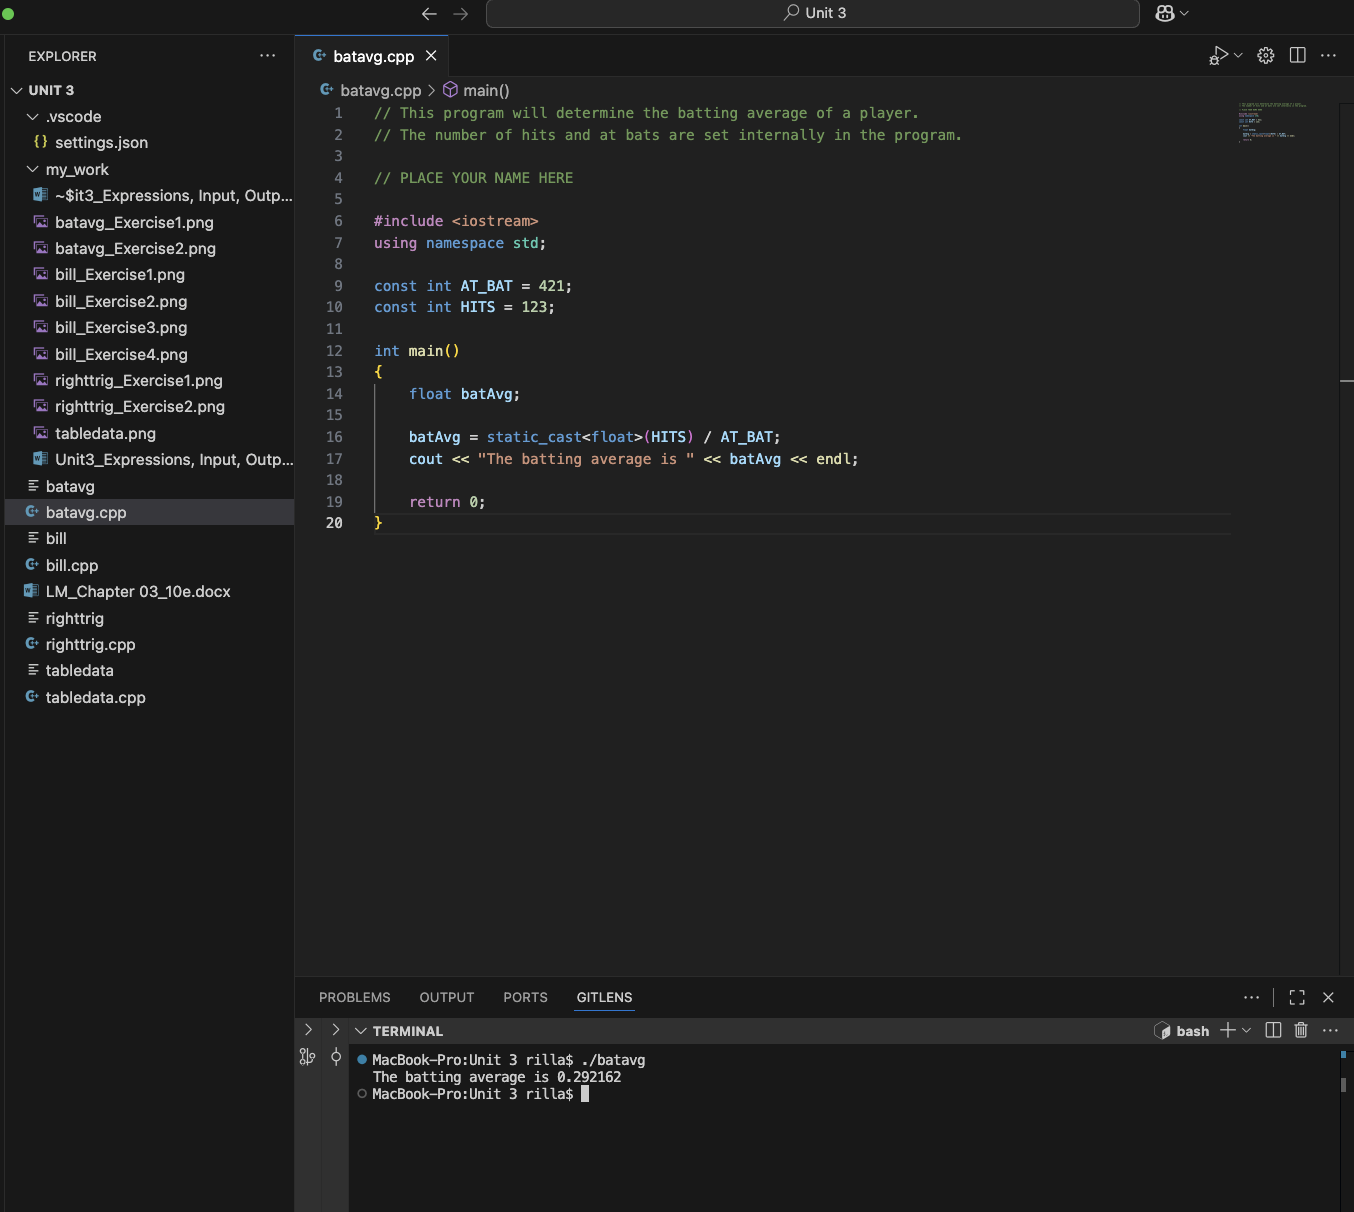 Unit 3
EXPLORER
UNIT 3
.vscode
{} settings.json
my_work
~$it3_Expressions, Input, Outp...
batavg_Exercise1.png
batavg_Exercise2.png
bill_Exercise1.png
bill_Exercise2.png
bill_Exercise3.png
bill_Exercise4.png
righttrig_Exercise1.png
righttrig_Exercise2.png
tabledata.png
Unit3_Expressions, Input, Outp...
batavg
batavg.cpp
bill
bill.cpp
LM_Chapter 03_10e.docx
righttrig
righttrig.cpp
tabledata
tabledata.cpp
batavg.cpp
batavg.cpp > main()
1 // This program will determine the batting average of a player.
2 // The number of hits and at bats are set internally in the program.
3
4 // PLACE YOUR NAME HERE
5
6 #include <iostream>
7 using namespace std;
8
9 const int AT_BAT = 421;
10 const int HITS = 123;
11
12 int main()
13 {
14 float batAvg;
15
16 batAvg = static_cast<float>(HITS) / AT_BAT;
17 cout << "The batting average is " << batAvg << endl;
18
19 return 0;
20 }
PROBLEMS OUTPUT PORTS GITLENS
TERMINAL
bash
MacBook-Pro:Unit 3 rilla$ ./batavg
The batting average is 0.292162
MacBook-Pro:Unit 3 rilla$